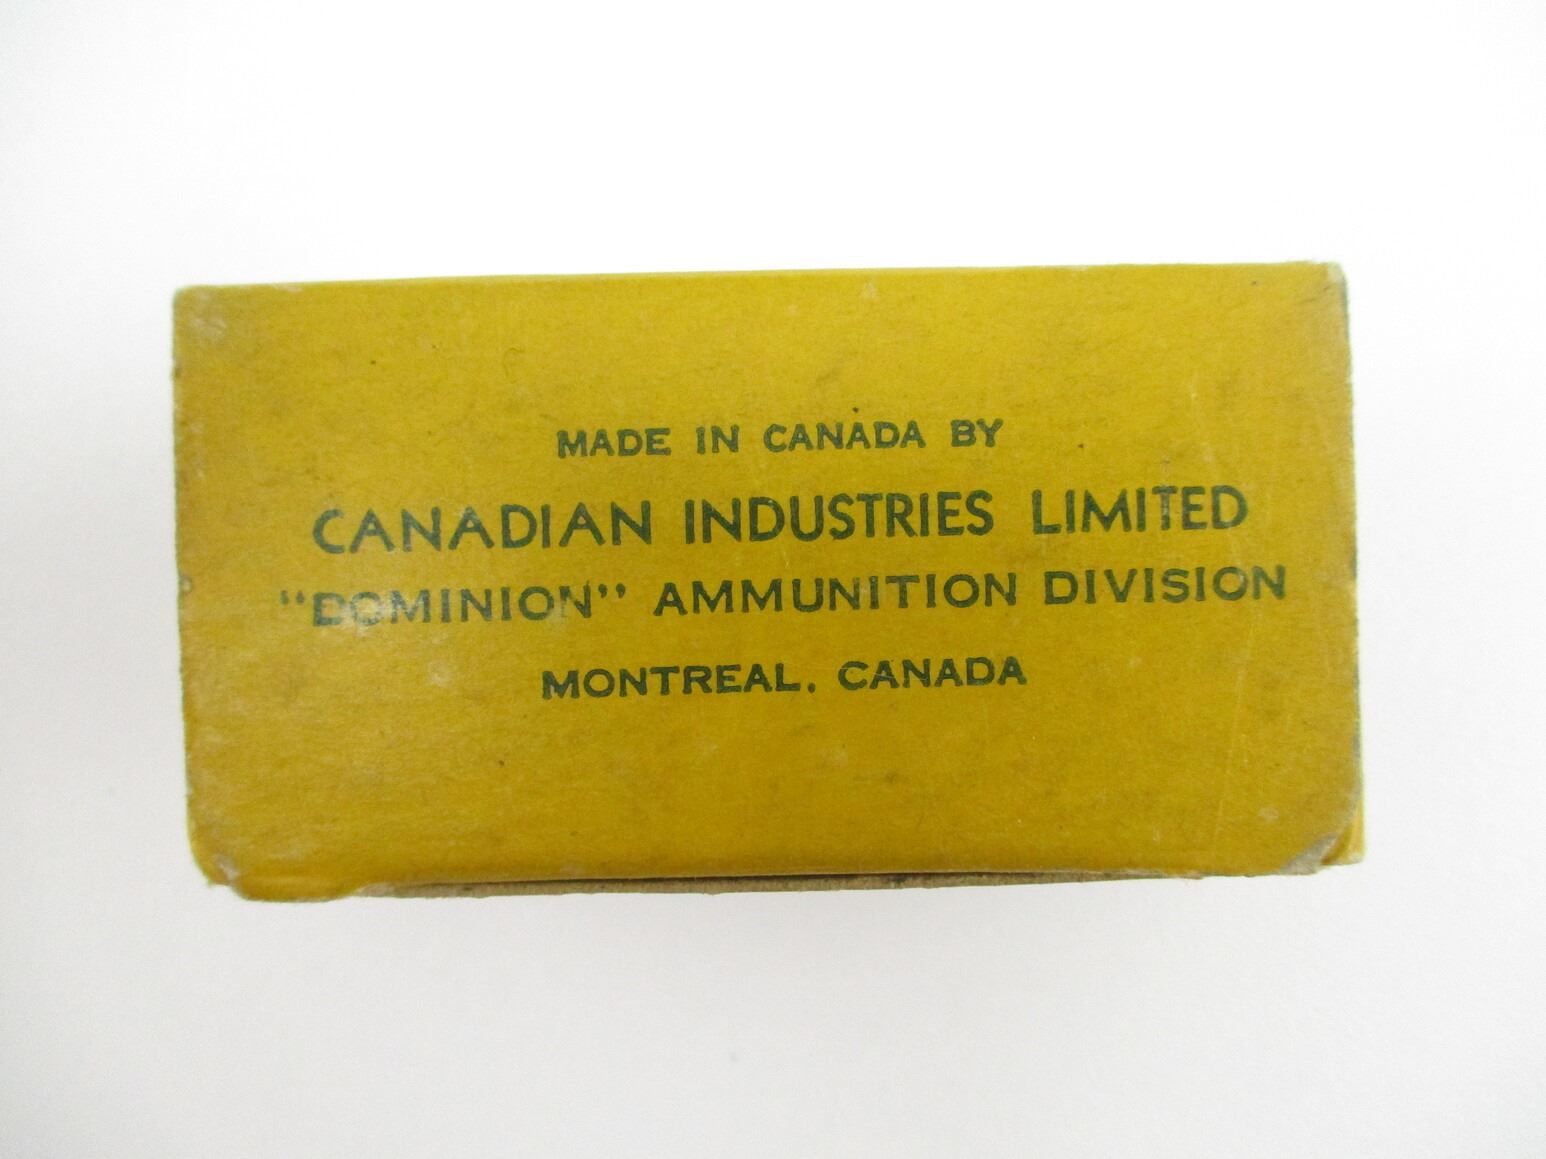 MADE IN CANADA BY
CANADIAN INDUSTRIES LIMITED
"DOMINION" AMMUNITION DIVISION
MONTREAL, CANADA